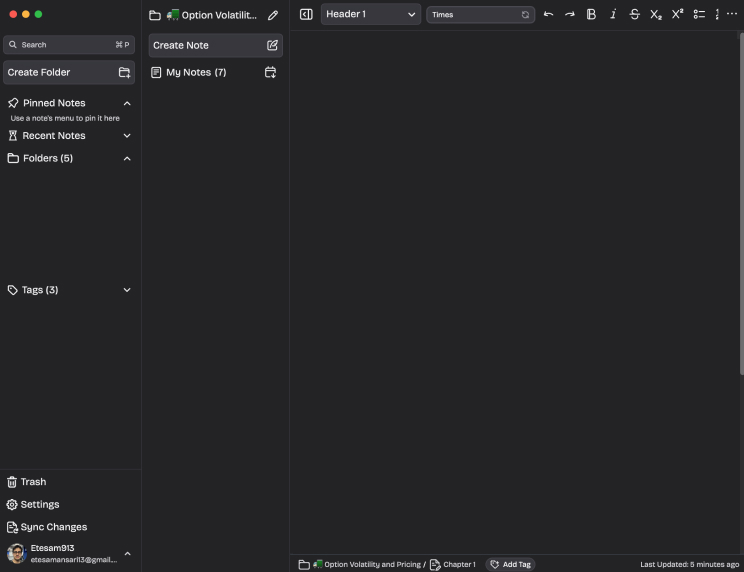 Search ⌘ P
Create Folder
Pinned Notes
Use a note's menu to pin it here
Recent Notes
Folders (5)
Tags (3)
Trash
Settings
Sync Changes
Etesam913
etesamansari13@gmail....
Option Volatilit...
Create Note
My Notes (7)
Header 1
Times
B I S X₂ X²
Option Volatility and Pricing / Chapter 1 Add Tag Last Updated: 5 minutes ago